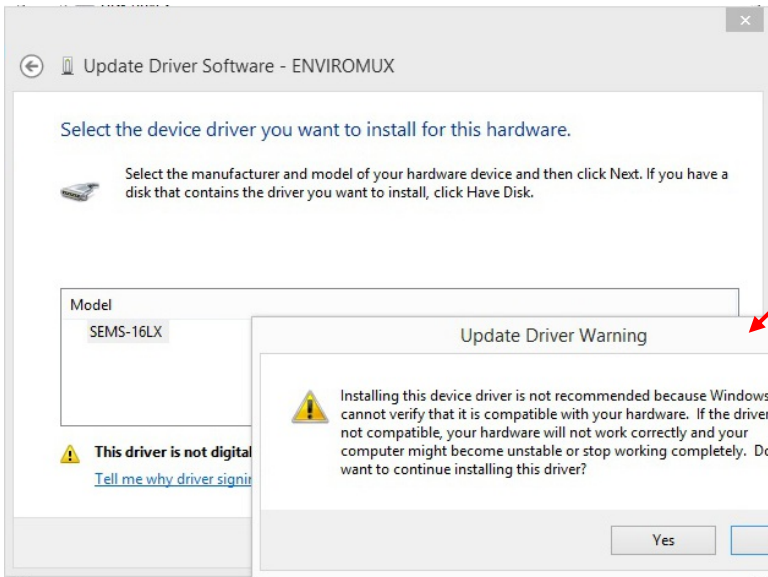 Update Driver Software - ENVIROMUX
Select the device driver you want to install for this hardware.
Select the manufacturer and model of your hardware device and then click Next. If you have a
disk that contains the driver you want to install, click Have Disk.
Model
SEMS-16LX
Update Driver Warning
Installing this device driver is not recommended because Windows
cannot verify that it is compatible with your hardware. If the driver
not compatible, your hardware will not work correctly and your
computer might become unstable or stop working completely. Do
want to continue installing this driver?
This driver is not digital
Tell me why driver signin
Yes